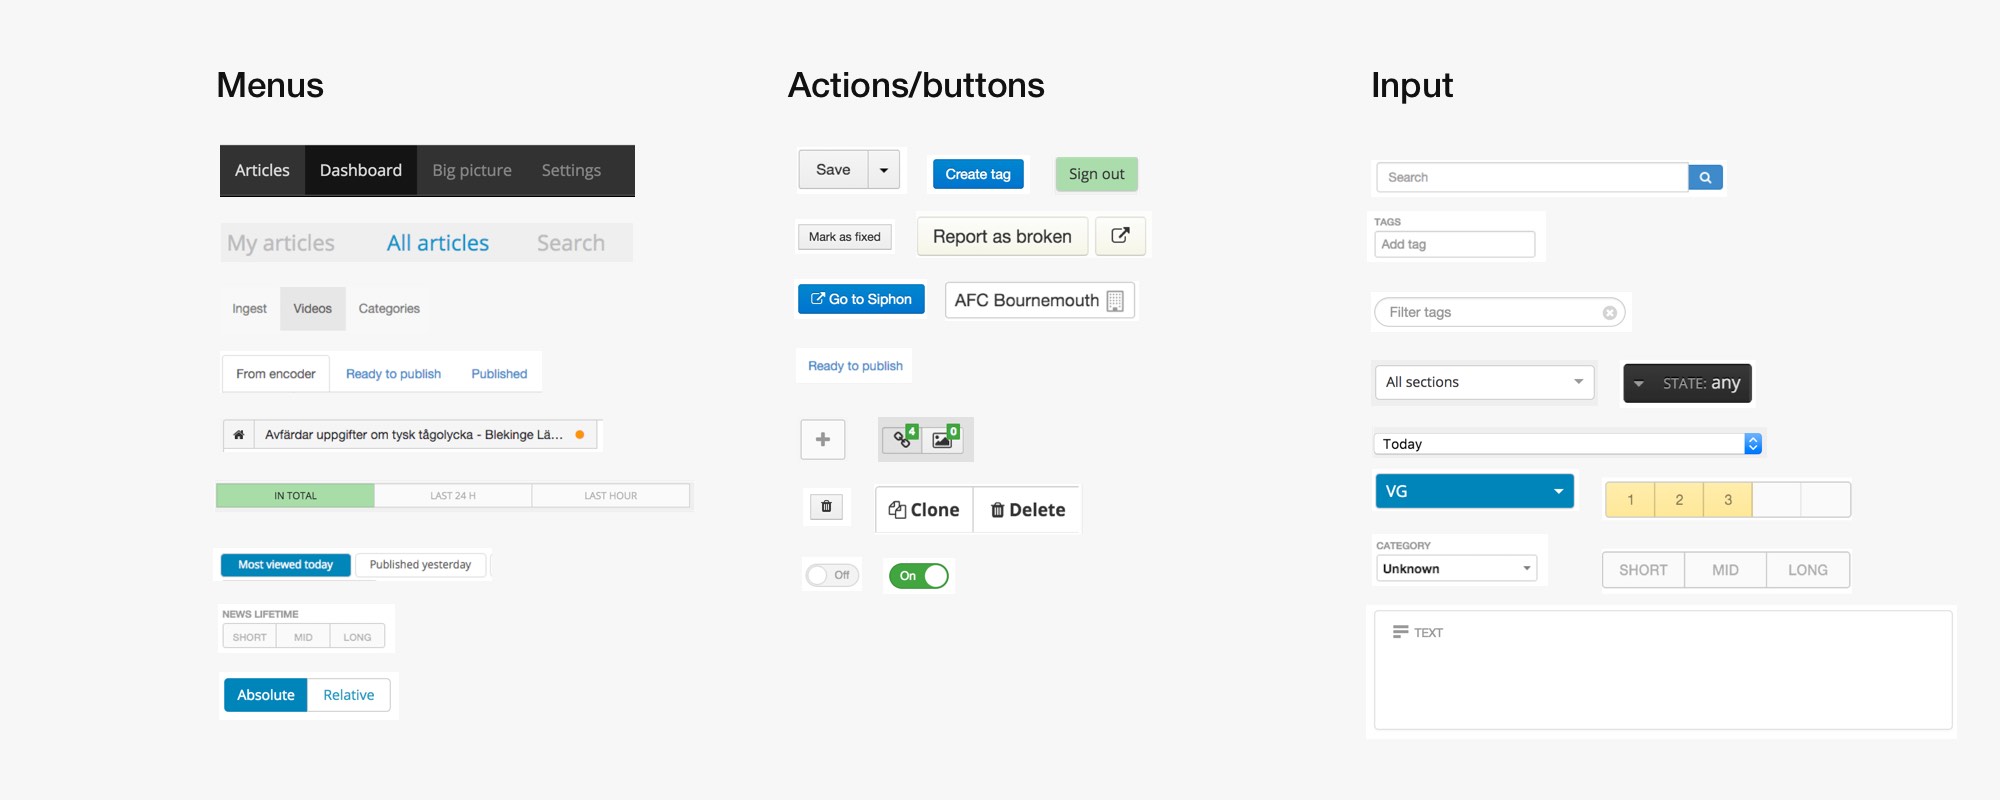 Menus
Articles Dashboard Big picture Settings
My articles All articles Search
Ingest Videos Categories
From encoder Ready to publish Published
Avfärdar uppgifter om tysk tågolycka - Blekinge Lä...
IN TOTAL LAST 24 H LAST HOUR
Most viewed today Published yesterday
NEWS LIFETIME
SHORT MID LONG
Absolute Relative
Actions/buttons
Save Create tag Sign out
Mark as fixed Report as broken
Go to Siphon AFC Bournemouth
Ready to publish
4 0
Clone Delete
Off On
Input
Search
TAGS
Add tag
Filter tags
All sections STATE: any
Today
VG 1 2 3
CATEGORY
Unknown SHORT MID LONG
TEXT